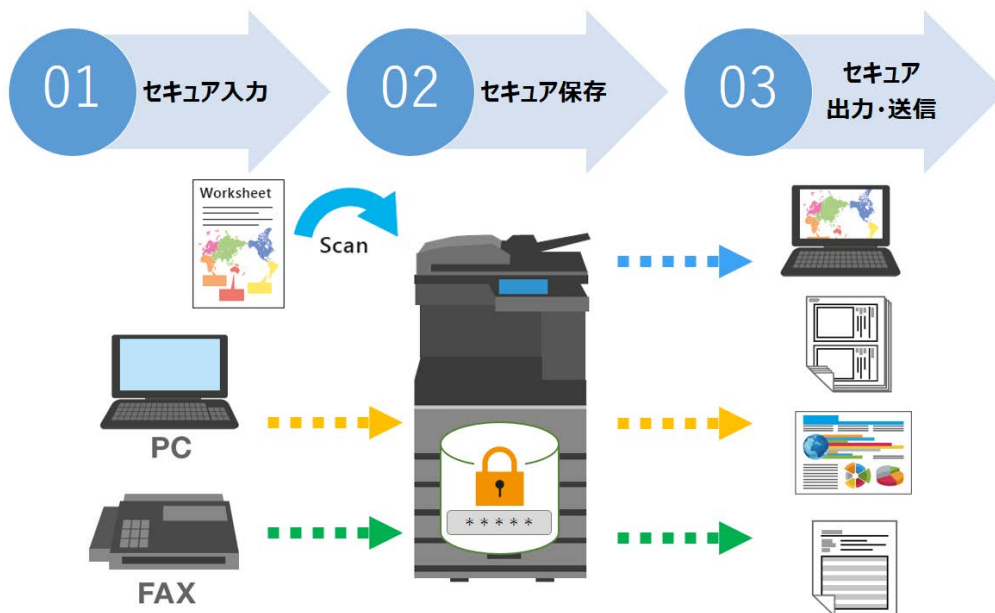 01
セキュア入力
02
セキュア保存
03
セキュア
出力・送信
Worksheet
Scan
PC
* * * * *
FAX